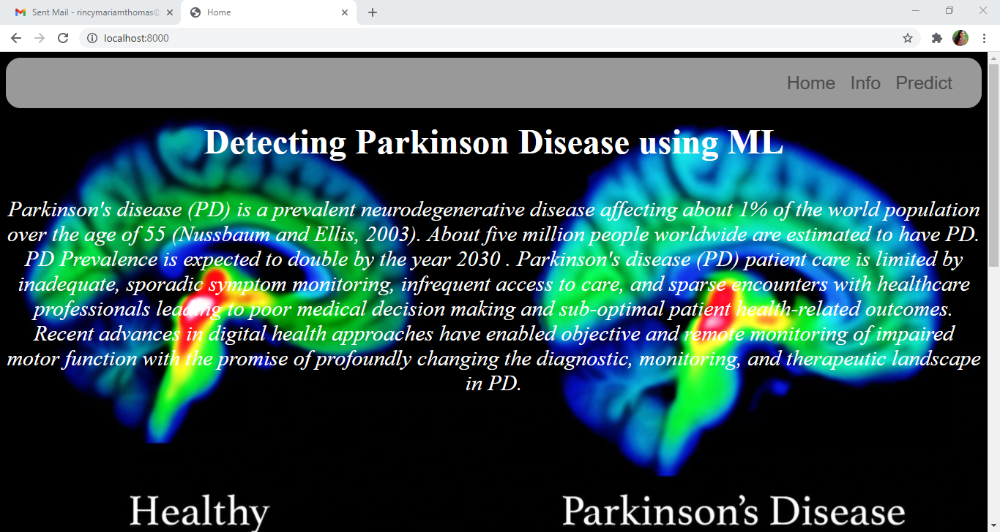 Sent Mail - rincymariamthomas@
Home
localhost:8000
Home Info Predict
Detecting Parkinson Disease using ML
Parkinson's disease (PD) is a prevalent neurodegenerative disease affecting about 1% of the world population
over the age of 55 (Nussbaum and Ellis, 2003). About five million people worldwide are estimated to have PD.
PD Prevalence is expected to double by the year 2030 . Parkinson's disease (PD) patient care is limited by
inadequate, sporadic symptom monitoring, infrequent access to care, and sparse encounters with healthcare
professionals leading to poor medical decision making and sub-optimal patient health-related outcomes.
Recent advances in digital health approaches have enabled objective and remote monitoring of impaired
motor function with the promise of profoundly changing the diagnostic, monitoring, and therapeutic landscape
in PD.
Healthy
Parkinson’s Disease